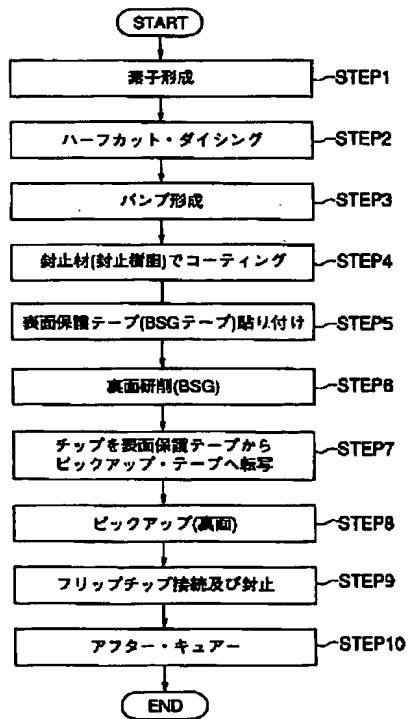 START
素子形成
STEP1
ハーフカット・ダイシング
STEP2
バンプ形成
STEP3
封止材(封止樹脂)でコーティング
STEP4
表面保護テープ(BSGテープ)貼り付け
STEP5
裏面研削(BSG)
STEP6
チップを表面保護テープから
ピックアップ・テープへ転写
STEP7
ピックアップ(裏面)
STEP8
フリップチップ接続及び封止
STEP9
アフター・キュアー
STEP10
END